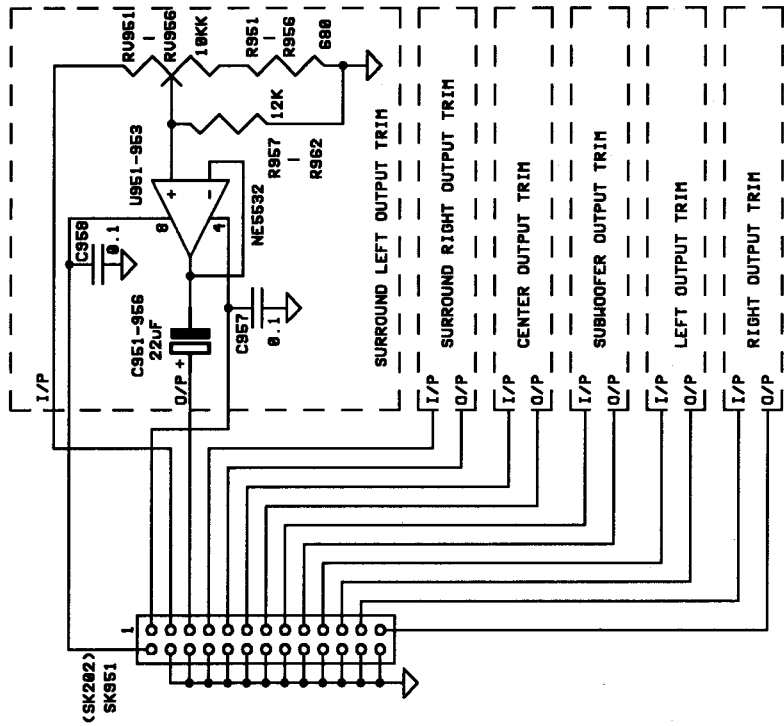 I/P
RV951
—
RV956
10KK
R951
—
R956
680
12K
R957
—
R962
U951-953
+
-
8
4
NE5532
C958
0.1
C951-956
22uF
O/P +
C957
0.1
SURROUND LEFT OUTPUT TRIM
I/P
O/P
SURROUND RIGHT OUTPUT TRIM
I/P
O/P
CENTER OUTPUT TRIM
I/P
O/P
SUBWOOFER OUTPUT TRIM
I/P
O/P
LEFT OUTPUT TRIM
I/P
O/P
RIGHT OUTPUT TRIM
1
(SK202)
SK951